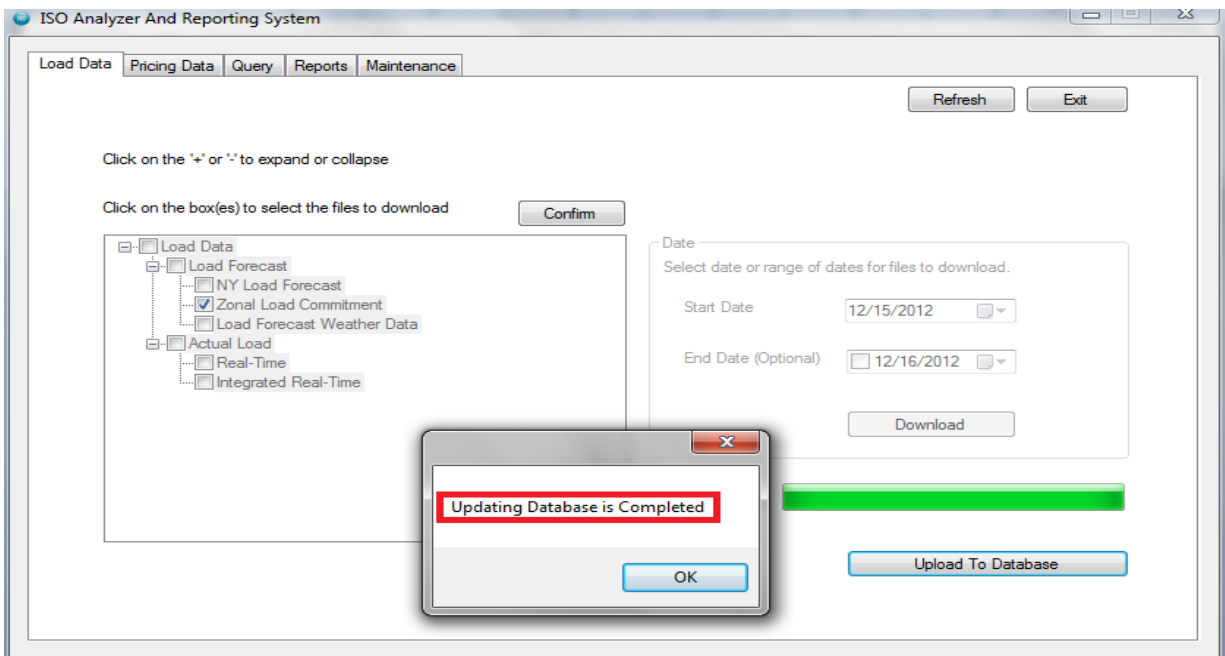 ISO Analyzer And Reporting System
Load Data Pricing Data Query Reports Maintenance
Refresh Exit
Click on the '+' or '-' to expand or collapse
Click on the box(es) to select the files to download
Confirm
Load Data
Load Forecast
NY Load Forecast
Zonal Load Commitment
Load Forecast Weather Data
Actual Load
Real-Time
Integrated Real-Time
Date
Select date or range of dates for files to download.
Start Date 12/15/2012
End Date (Optional) 12/16/2012
Download
Updating Database is Completed
OK
Upload To Database